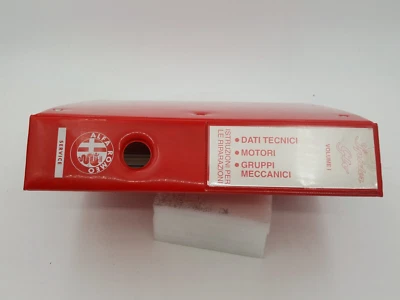 SERVICE
ALFA ROMEO
ISTRUZIONI PER
LE RIPARAZIONI
• DATI TECNICI
• MOTORI
• GRUPPI
MECCANICI
VOLUME I